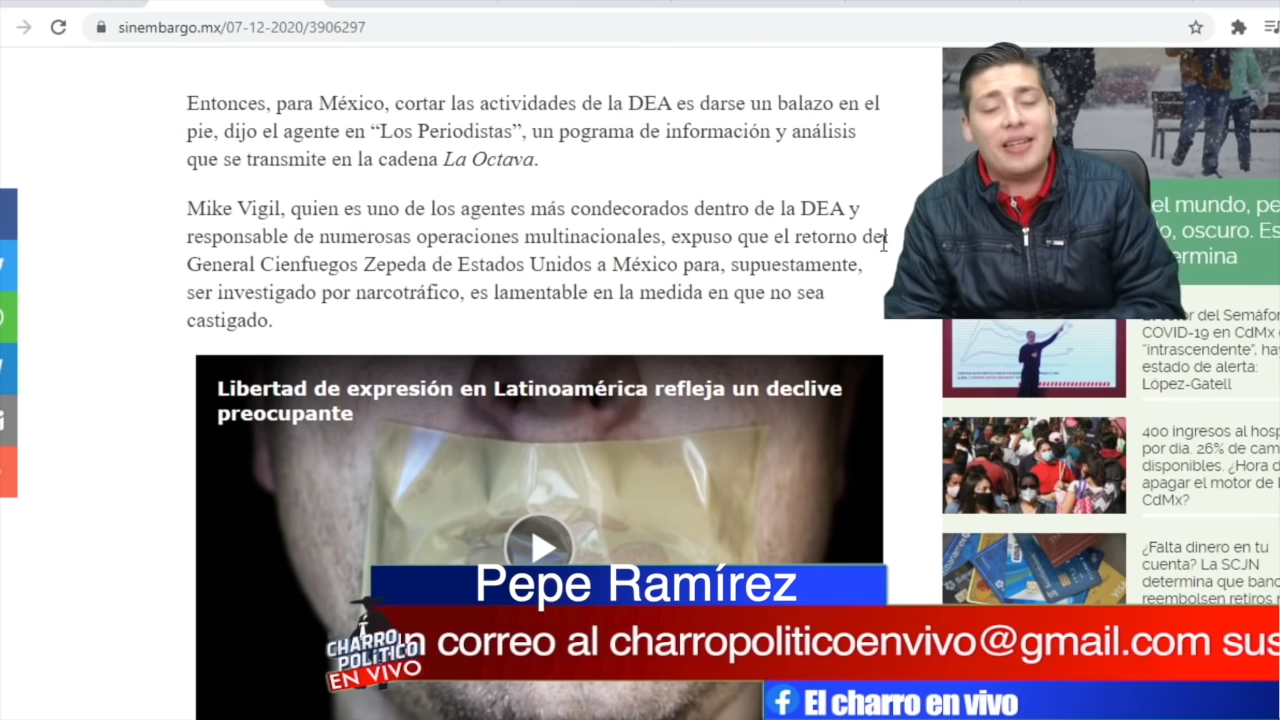 sinembargo.mx/07-12-2020/3906297
Entonces, para México, cortar las actividades de la DEA es darse un balazo en el
pie, dijo el agente en “Los Periodistas”, un pograma de información y análisis
que se transmite en la cadena La Octava.
Mike Vigil, quien es uno de los agentes más condecorados dentro de la DEA y
responsable de numerosas operaciones multinacionales, expuso que el retorno del
General Cienfuegos Zepeda de Estados Unidos a México para, supuestamente,
ser investigado por narcotráfico, es lamentable en la medida en que no sea
castigado.
Libertad de expresión en Latinoamérica refleja un declive
preocupante
el mundo, pe
o, oscuro. Es
ermina
or del Semáfor
COVID-19 en CdMx
“intrascendente”, ha
estado de alerta:
López-Gatell
400 ingresos al hosp
por día. 26% de cam
disponibles. ¿Hora d
apagar el motor de l
CdMx?
¿Falta dinero en tu
cuenta? La SCJN
determina que banc
reembolsen retiros
Pepe Ramírez
CHARRO
POLÍTICO
EN VIVO
n correo al charropoliticoenvivo@gmail.com sus
El charro en vivo